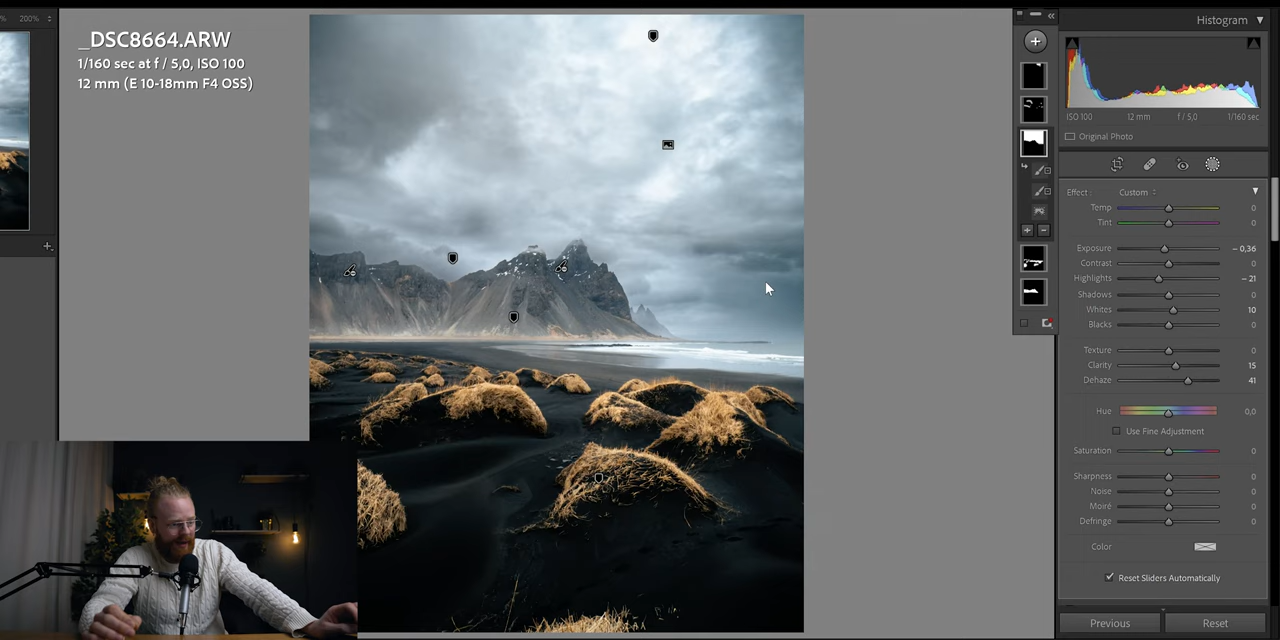 % 200%
_DSC8664.ARW
1/160 sec at f / 5,0, ISO 100
12 mm (E 10-18mm F4 OSS)
Histogram
ISO 100 12 mm f / 5,0 1/160 sec
Original Photo
Effect : Custom
Temp 0
Tint 0
Exposure – 0,36
Contrast 0
Highlights – 21
Shadows 0
Whites 10
Blacks 0
Texture 0
Clarity 15
Dehaze 41
Hue 0,0
Use Fine Adjustment
Saturation 0
Sharpness 0
Noise 0
Moiré 0
Defringe 0
Color
Reset Sliders Automatically
Previous Reset